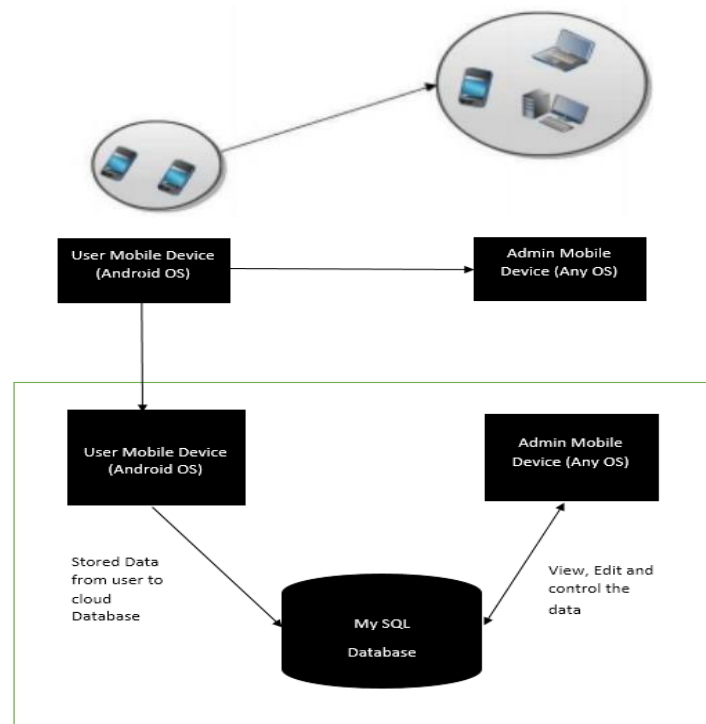 User Mobile Device
(Android OS)
Admin Mobile
Device (Any OS)
User Mobile Device
(Android OS)
Admin Mobile
Device (Any OS)
Stored Data
from user to
cloud
Database
View, Edit and
control the
data
My SQL
Database